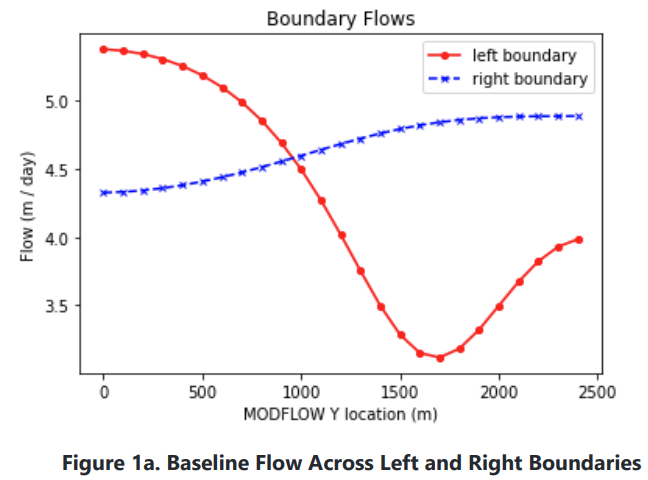 Boundary Flows
left boundary
right boundary
5.0
4.5
4.0
3.5
Flow (m / day)
0 500 1000 1500 2000 2500
MODFLOW Y location (m)
Figure 1a. Baseline Flow Across Left and Right Boundaries